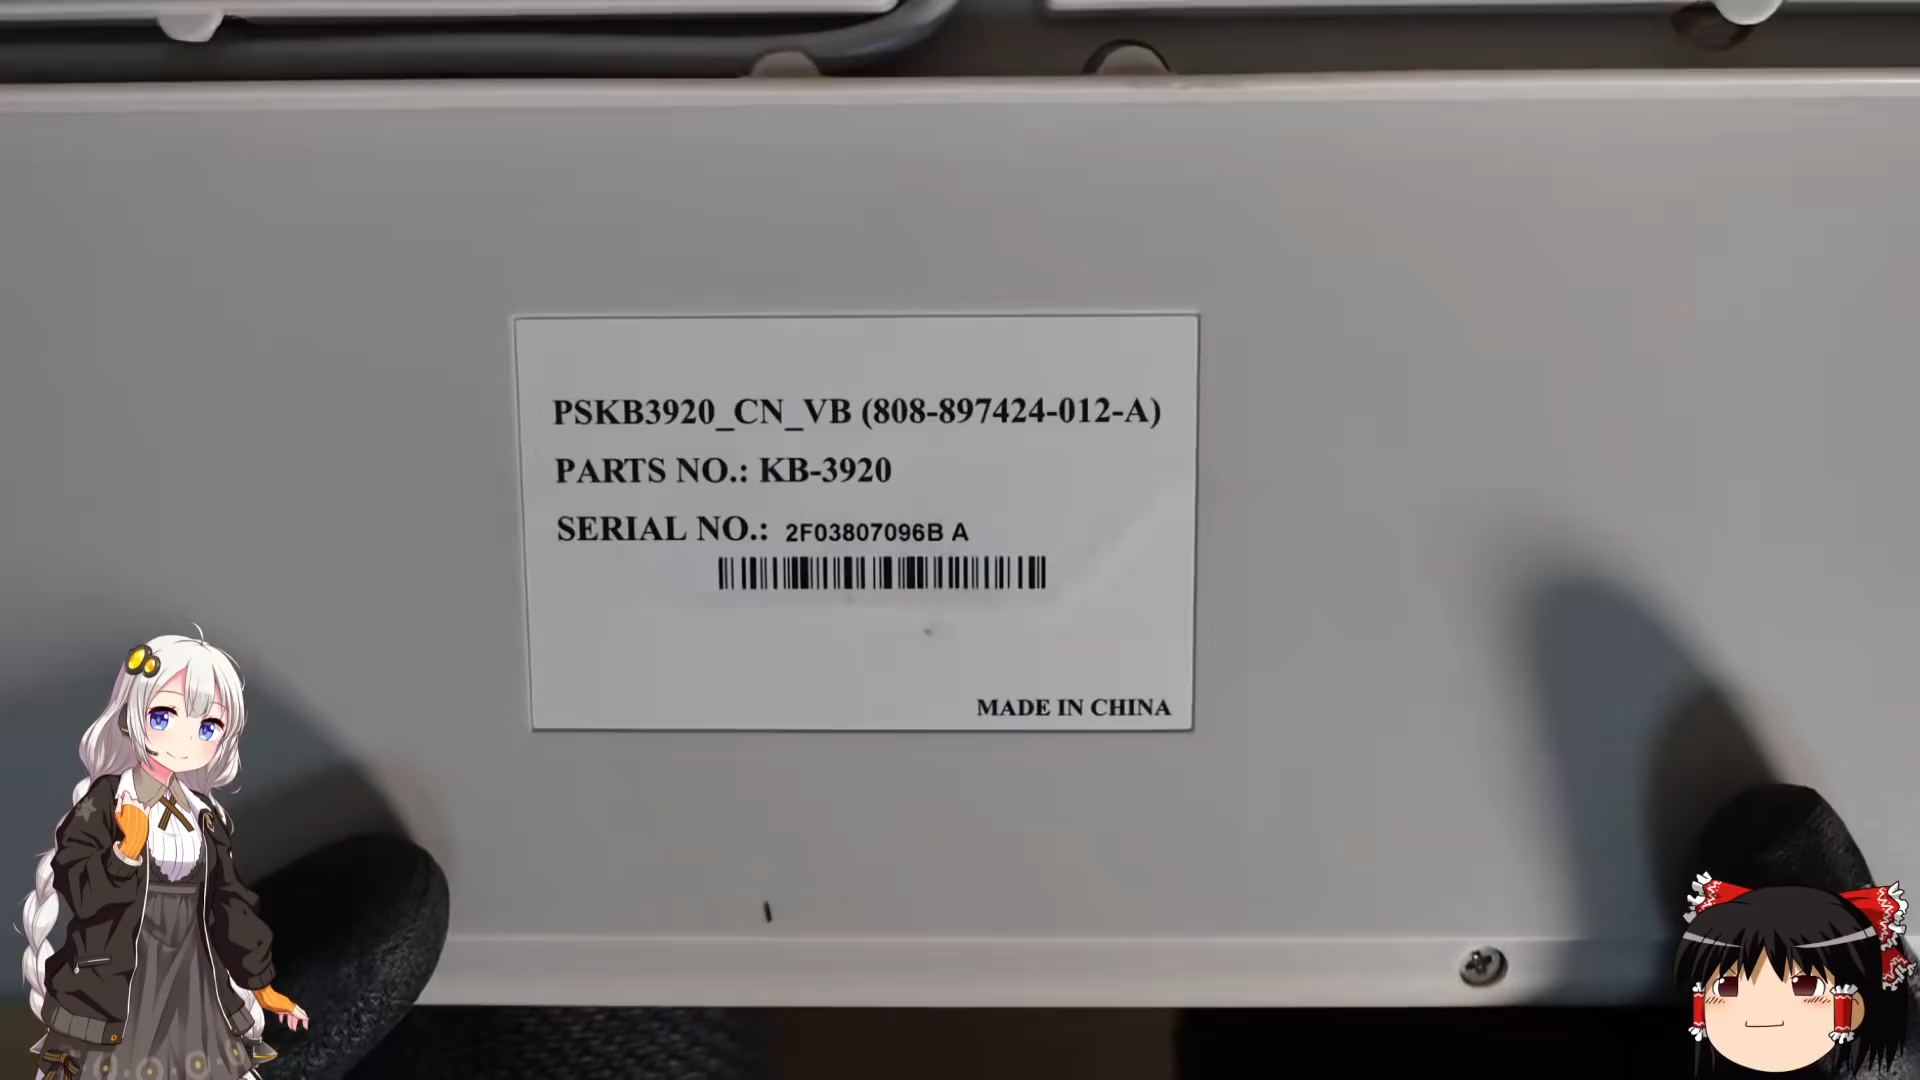 PSKB3920_CN_VB (808-897424-012-A)
PARTS NO.: KB-3920
SERIAL NO.: 2F03807096B A
MADE IN CHINA